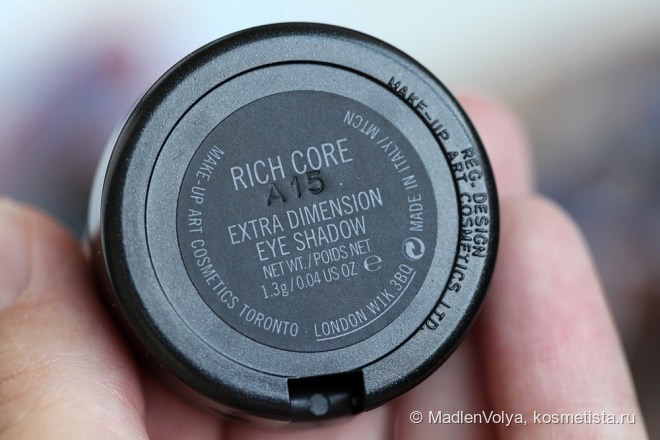 RICH CORE
A15
EXTRA DIMENSION
EYE SHADOW
NET WT./POIDS NET
1.3g/0.04 US OZ ℮
MAKE-UP ART COSMETICS TORONTO · LONDON W1K 3BQ
MADE IN ITALY/MTCN
MAKE-UP ART COSMETICS LTD.
REG. DESIGN
© MadlenVolya, kosmetista.ru